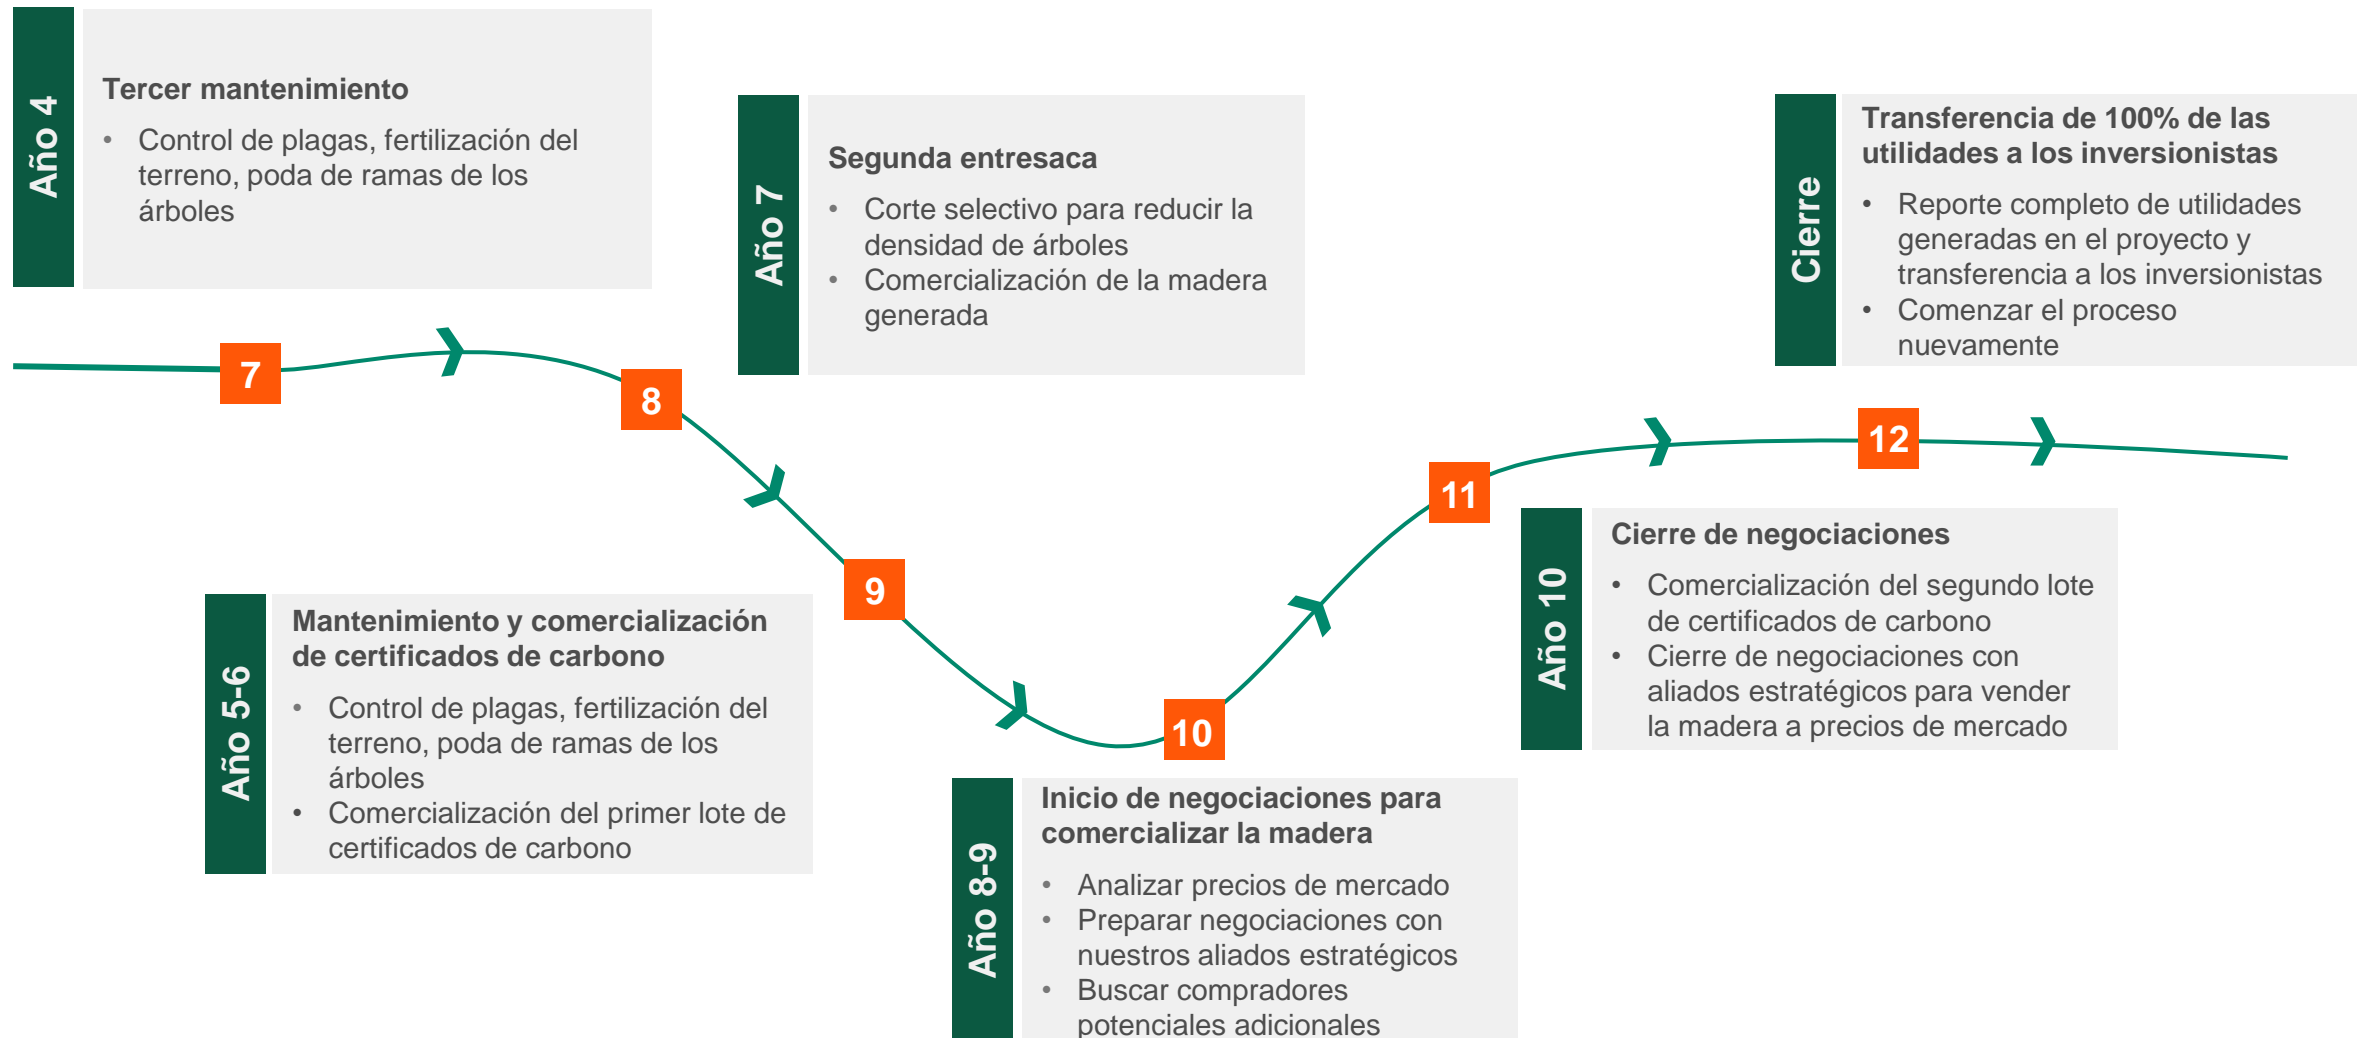 Año 4
Tercer mantenimiento
• Control de plagas, fertilización del
terreno, poda de ramas de los
árboles
7
8
Año 5-6
Mantenimiento y comercialización
de certificados de carbono
• Control de plagas, fertilización del
terreno, poda de ramas de los
árboles
• Comercialización del primer lote de
certificados de carbono
Año 7
Segunda entresaca
• Corte selectivo para reducir la
densidad de árboles
• Comercialización de la madera
generada
9
10
Año 8-9
Inicio de negociaciones para
comercializar la madera
• Analizar precios de mercado
• Preparar negociaciones con
nuestros aliados estratégicos
• Buscar compradores
potenciales adicionales
11
Año 10
Cierre de negociaciones
• Comercialización del segundo lote
de certificados de carbono
• Cierre de negociaciones con
aliados estratégicos para vender
la madera a precios de mercado
Cierre
Transferencia de 100% de las
utilidades a los inversionistas
• Reporte completo de utilidades
generadas en el proyecto y
transferencia a los inversionistas
• Comenzar el proceso
nuevamente
12